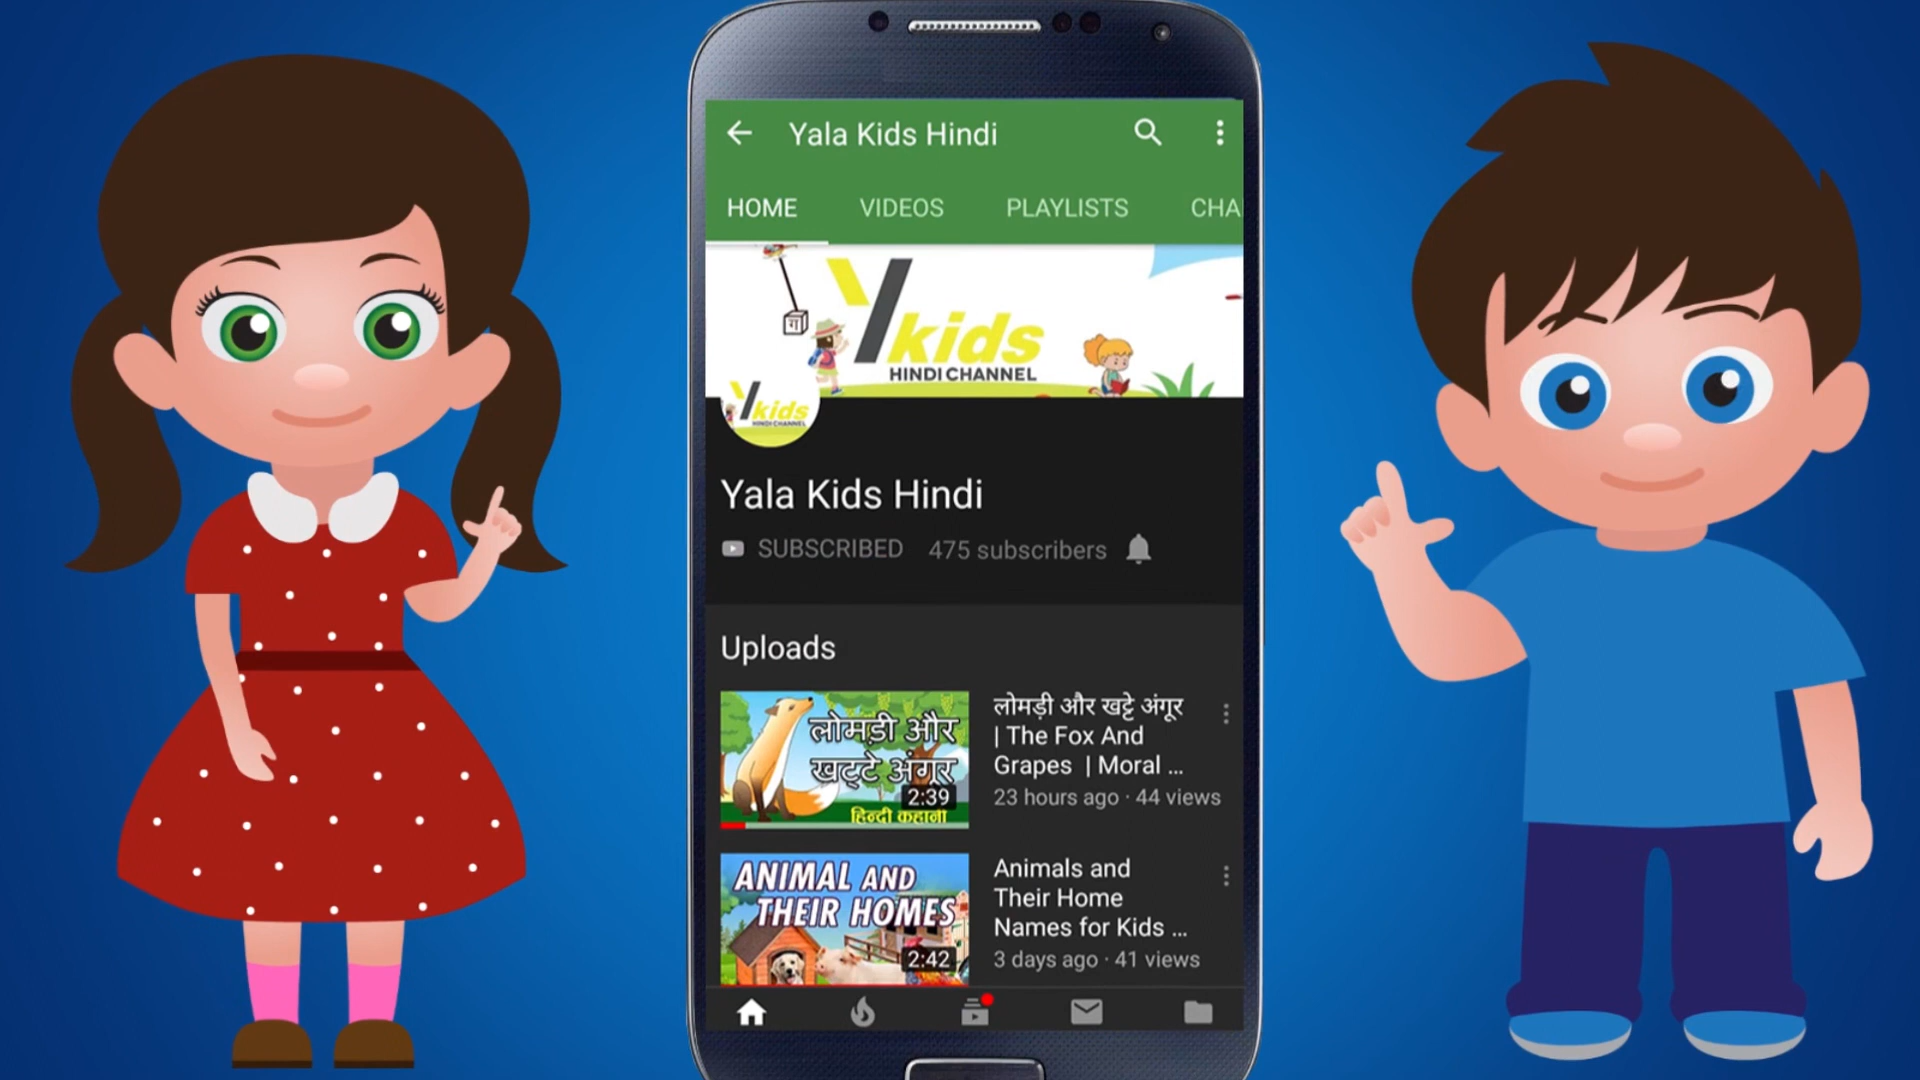 Yala Kids Hindi
HOME VIDEOS PLAYLISTS CHA
ग
Y kids
HINDI CHANNEL
Y kids
HINDI CHANNEL
Yala Kids Hindi
SUBSCRIBED 475 subscribers
Uploads
लोमड़ी और
खट्टे अंगूर
2:39
हिन्दी कहानी
लोमड़ी और खट्टे अंगूर
| The Fox And
Grapes | Moral ...
23 hours ago · 44 views
ANIMAL AND
THEIR HOMES
2:42
Animals and
Their Home
Names for Kids ...
3 days ago · 41 views